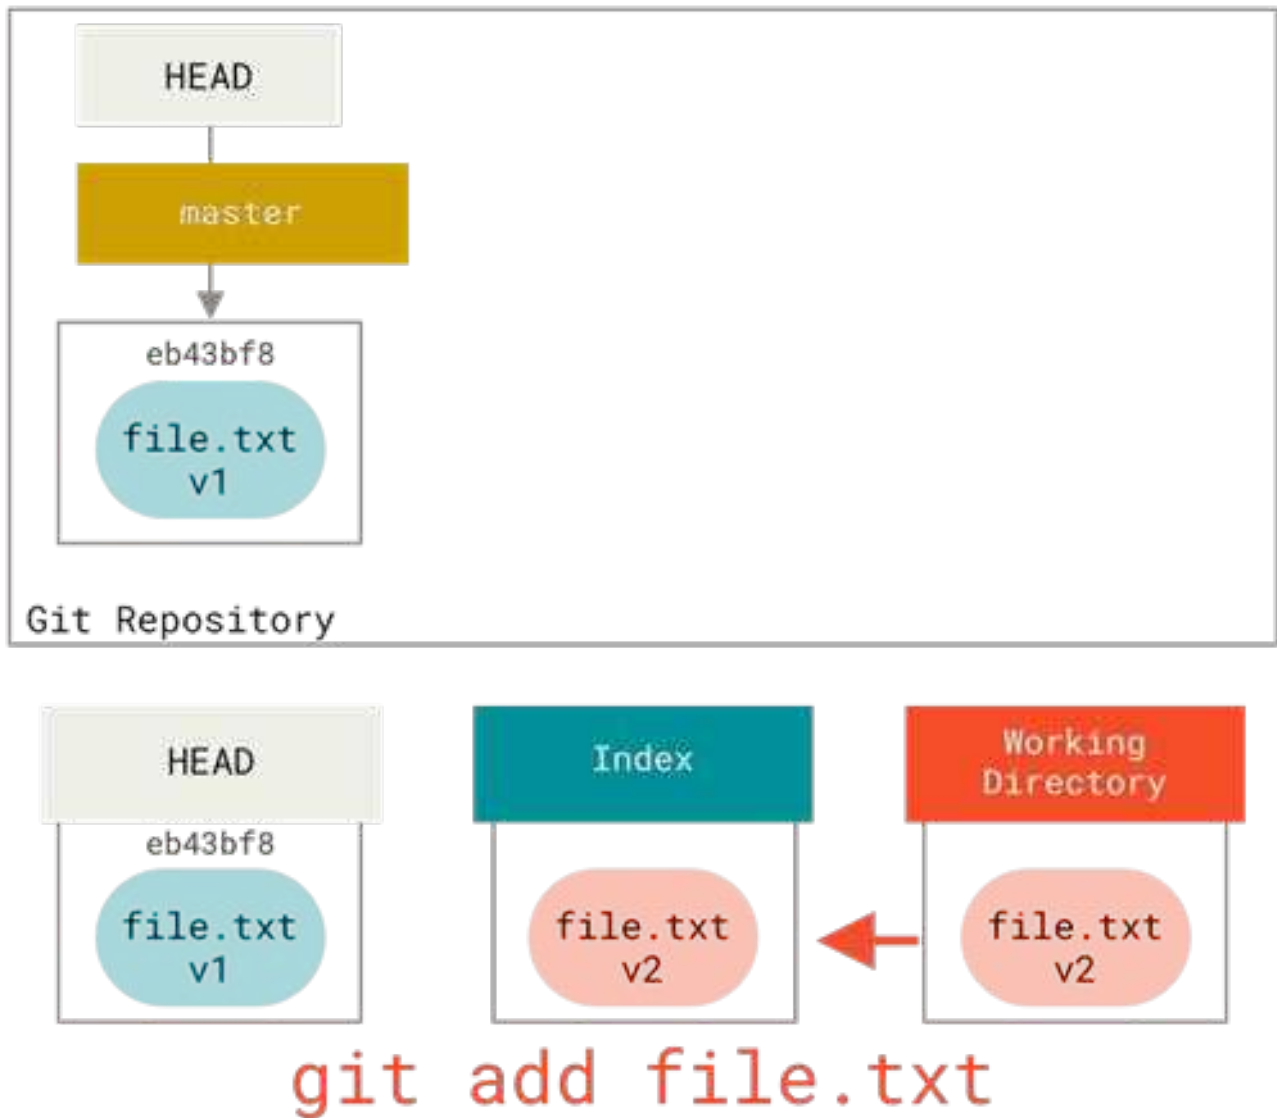 HEAD
master
eb43bf8
file.txt
v1
Git Repository
HEAD
eb43bf8
file.txt
v1
Index
file.txt
v2
Working
Directory
file.txt
v2
git add file.txt